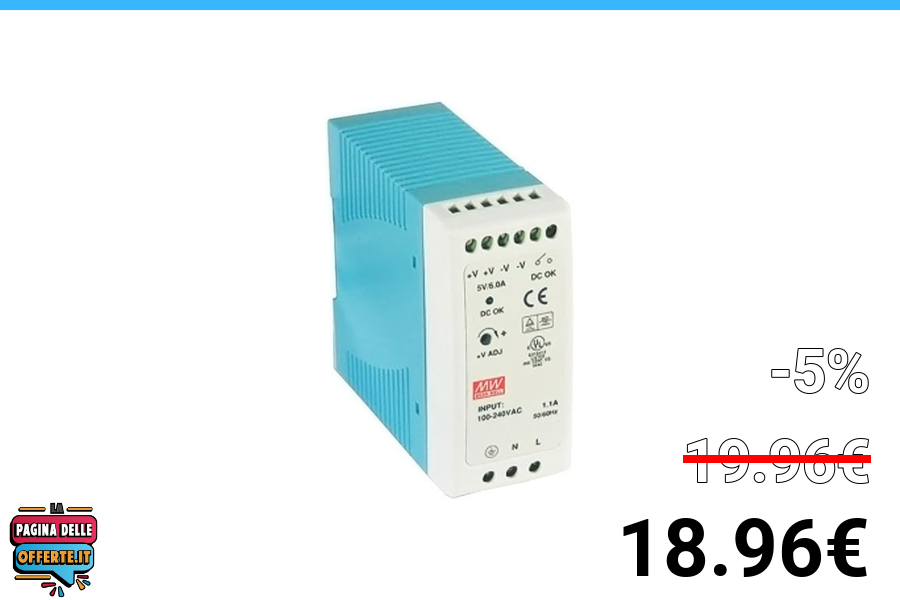 +V +V -V -V
DC OK
5V/6.0A
DC OK
+V ADJ
MW
INPUT:
100-240VAC
1.1A
50/60Hz
N L
-5%
19.96€
18.96€
LA
PAGINA DELLE
OFFERTE.IT